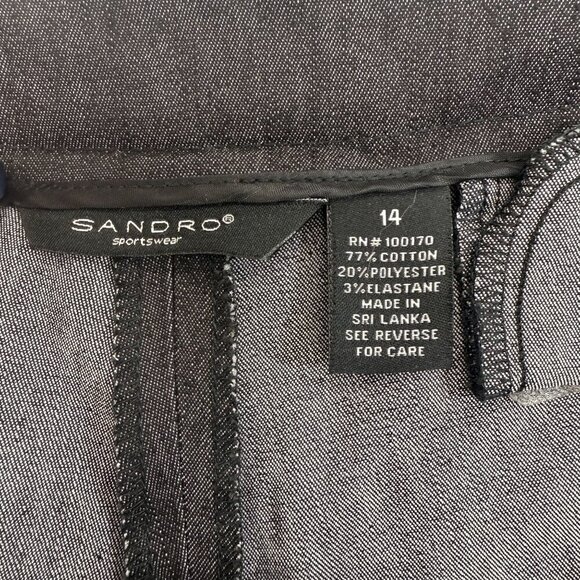 SANDRO®
sportswear
14
RN# 100170
77% COTTON
20% POLYESTER
3% ELASTANE
MADE IN
SRI LANKA
SEE REVERSE
FOR CARE